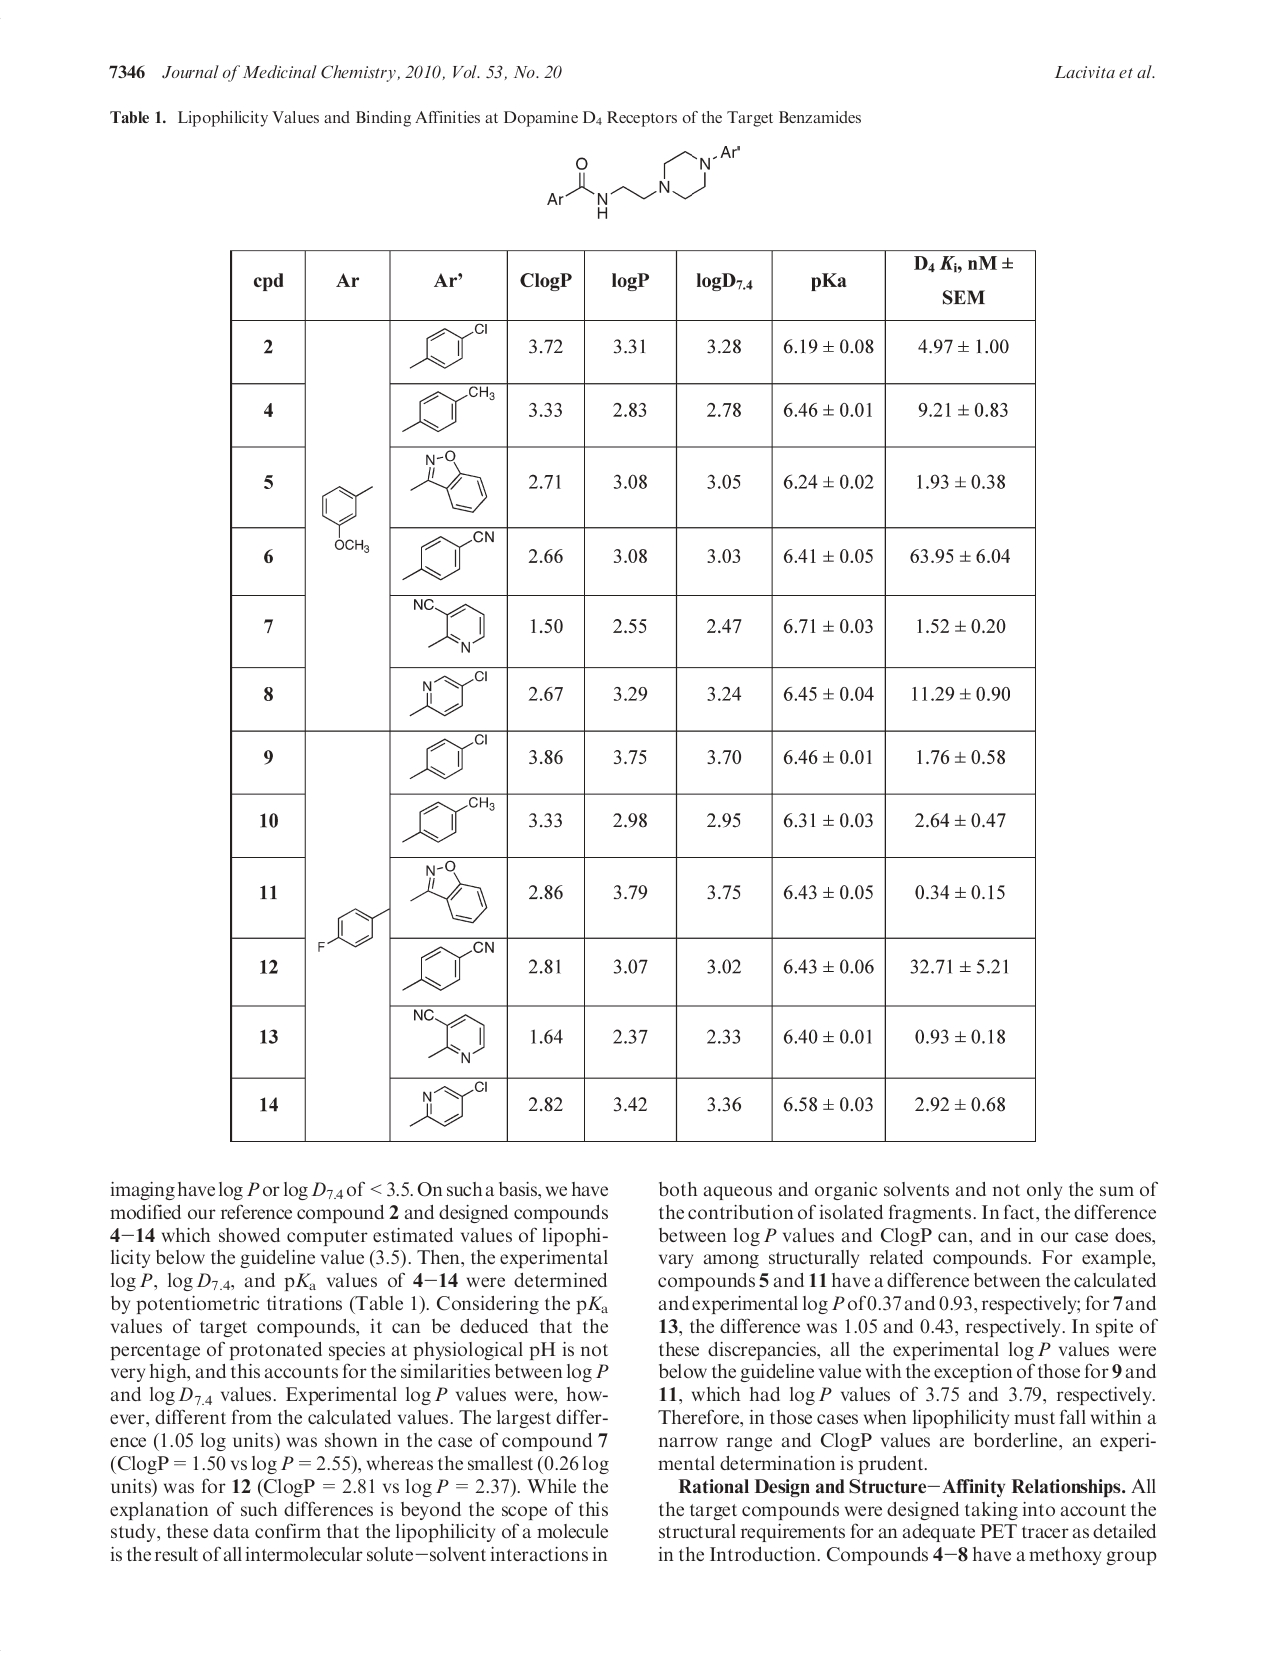 7346 Journal of Medicinal Chemistry, 2010, Vol. 53, No. 20 Lacivita et al.
Table 1. Lipophilicity Values and Binding Affinities at Dopamine D4 Receptors of the Target Benzamides
O
Ar
N
H
N
N
Ar'
cpd Ar Ar’ ClogP logP logD7.4 pKa D4 Ki, nM ± SEM
2 Cl 3.72 3.31 3.28 6.19 ± 0.08 4.97 ± 1.00
4 CH3 3.33 2.83 2.78 6.46 ± 0.01 9.21 ± 0.83
5 N-O 2.71 3.08 3.05 6.24 ± 0.02 1.93 ± 0.38
OCH3
6 CN 2.66 3.08 3.03 6.41 ± 0.05 63.95 ± 6.04
7 NC N 1.50 2.55 2.47 6.71 ± 0.03 1.52 ± 0.20
8 N Cl 2.67 3.29 3.24 6.45 ± 0.04 11.29 ± 0.90
9 Cl 3.86 3.75 3.70 6.46 ± 0.01 1.76 ± 0.58
10 CH3 3.33 2.98 2.95 6.31 ± 0.03 2.64 ± 0.47
11 N-O 2.86 3.79 3.75 6.43 ± 0.05 0.34 ± 0.15
F
12 CN 2.81 3.07 3.02 6.43 ± 0.06 32.71 ± 5.21
13 NC N 1.64 2.37 2.33 6.40 ± 0.01 0.93 ± 0.18
14 N Cl 2.82 3.42 3.36 6.58 ± 0.03 2.92 ± 0.68
imaging have log P or log D7.4 of < 3.5. On such a basis, we have
modified our reference compound 2 and designed compounds
4−14 which showed computer estimated values of lipophi-
licity below the guideline value (3.5). Then, the experimental
log P, log D7.4, and pKa values of 4−14 were determined
by potentiometric titrations (Table 1). Considering the pKa
values of target compounds, it can be deduced that the
percentage of protonated species at physiological pH is not
very high, and this accounts for the similarities between log P
and log D7.4 values. Experimental log P values were, how-
ever, different from the calculated values. The largest differ-
ence (1.05 log units) was shown in the case of compound 7
(ClogP = 1.50 vs log P = 2.55), whereas the smallest (0.26 log
units) was for 12 (ClogP = 2.81 vs log P = 2.37). While the
explanation of such differences is beyond the scope of this
study, these data confirm that the lipophilicity of a molecule
is the result of all intermolecular solute−solvent interactions in
both aqueous and organic solvents and not only the sum of
the contribution of isolated fragments. In fact, the difference
between log P values and ClogP can, and in our case does,
vary among structurally related compounds. For example,
compounds 5 and 11 have a difference between the calculated
and experimental log P of 0.37 and 0.93, respectively; for 7 and
13, the difference was 1.05 and 0.43, respectively. In spite of
these discrepancies, all the experimental log P values were
below the guideline value with the exception of those for 9 and
11, which had log P values of 3.75 and 3.79, respectively.
Therefore, in those cases when lipophilicity must fall within a
narrow range and ClogP values are borderline, an experi-
mental determination is prudent.
Rational Design and Structure−Affinity Relationships. All
the target compounds were designed taking into account the
structural requirements for an adequate PET tracer as detailed
in the Introduction. Compounds 4−8 have a methoxy group